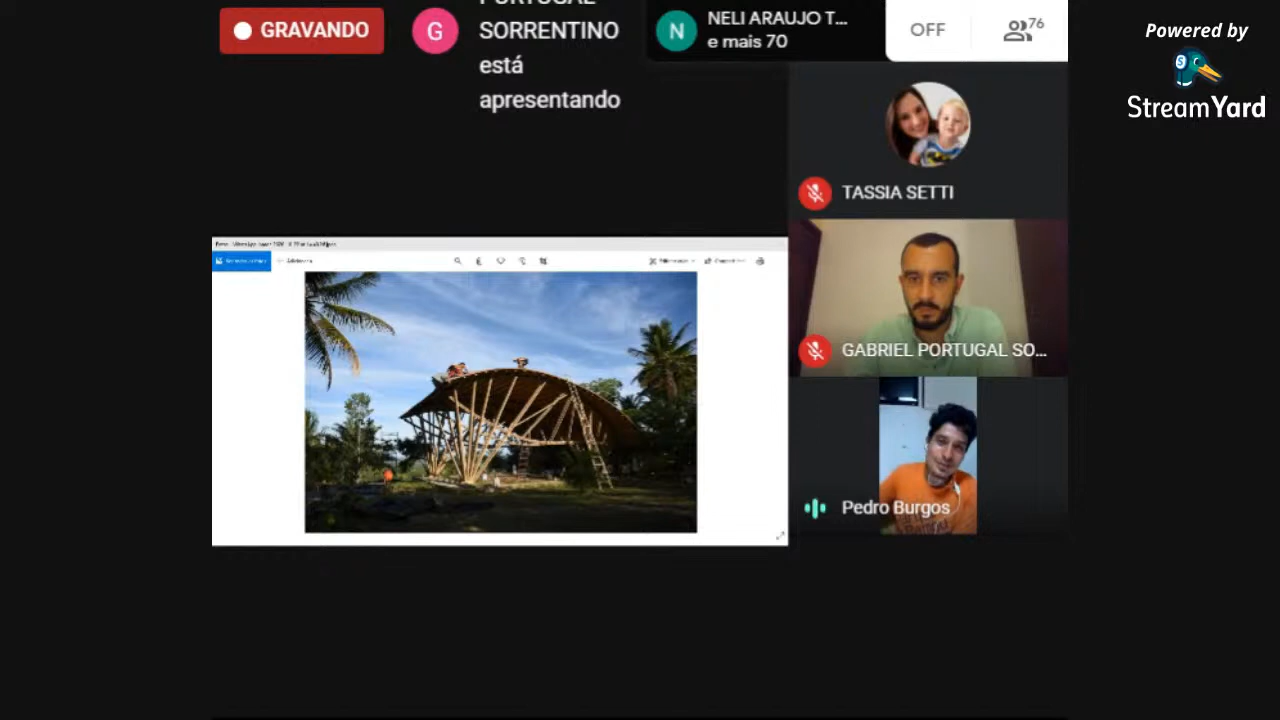 GRAVANDO
G
SORRENTINO
está
apresentando
N
NELI ARAUJO T...
e mais 70
OFF
76
Powered by
StreamYard
TASSIA SETTI
GABRIEL PORTUGAL SO...
Pedro Burgos